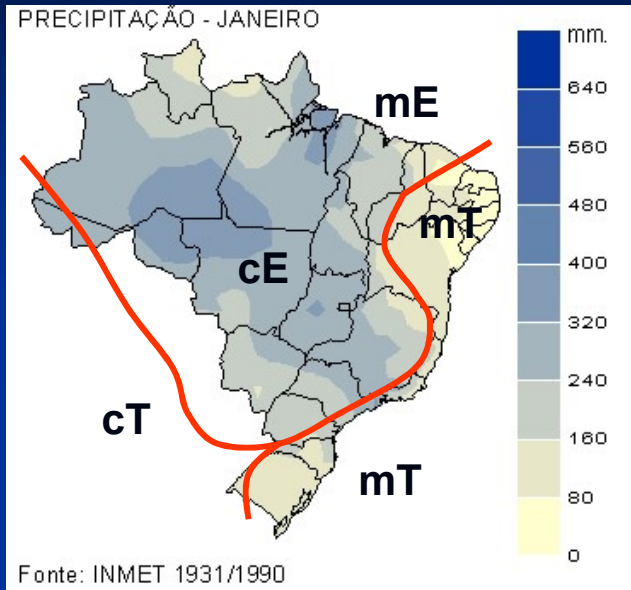 PRECIPITAÇÃO - JANEIRO
mm.
640
560
480
400
320
240
160
80
0
mE
mT
cE
cT
mT
Fonte: INMET 1931/1990